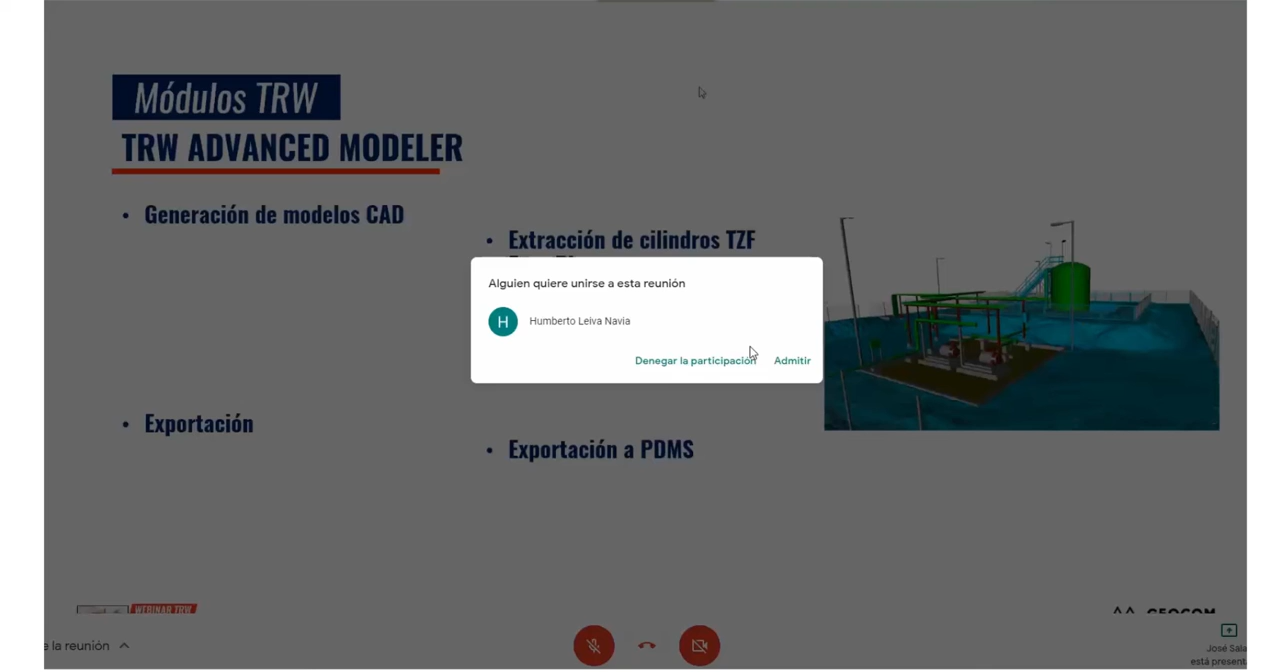 Módulos TRW
TRW ADVANCED MODELER
• Generación de modelos CAD
• Extracción de cilindros TZF
Alguien quiere unirse a esta reunión
H
Humberto Leiva Navia
Denegar la participación
Admitir
• Exportación
• Exportación a PDMS
WEBINAR TRW
GEOCOM
e la reunión
José Sala
está present